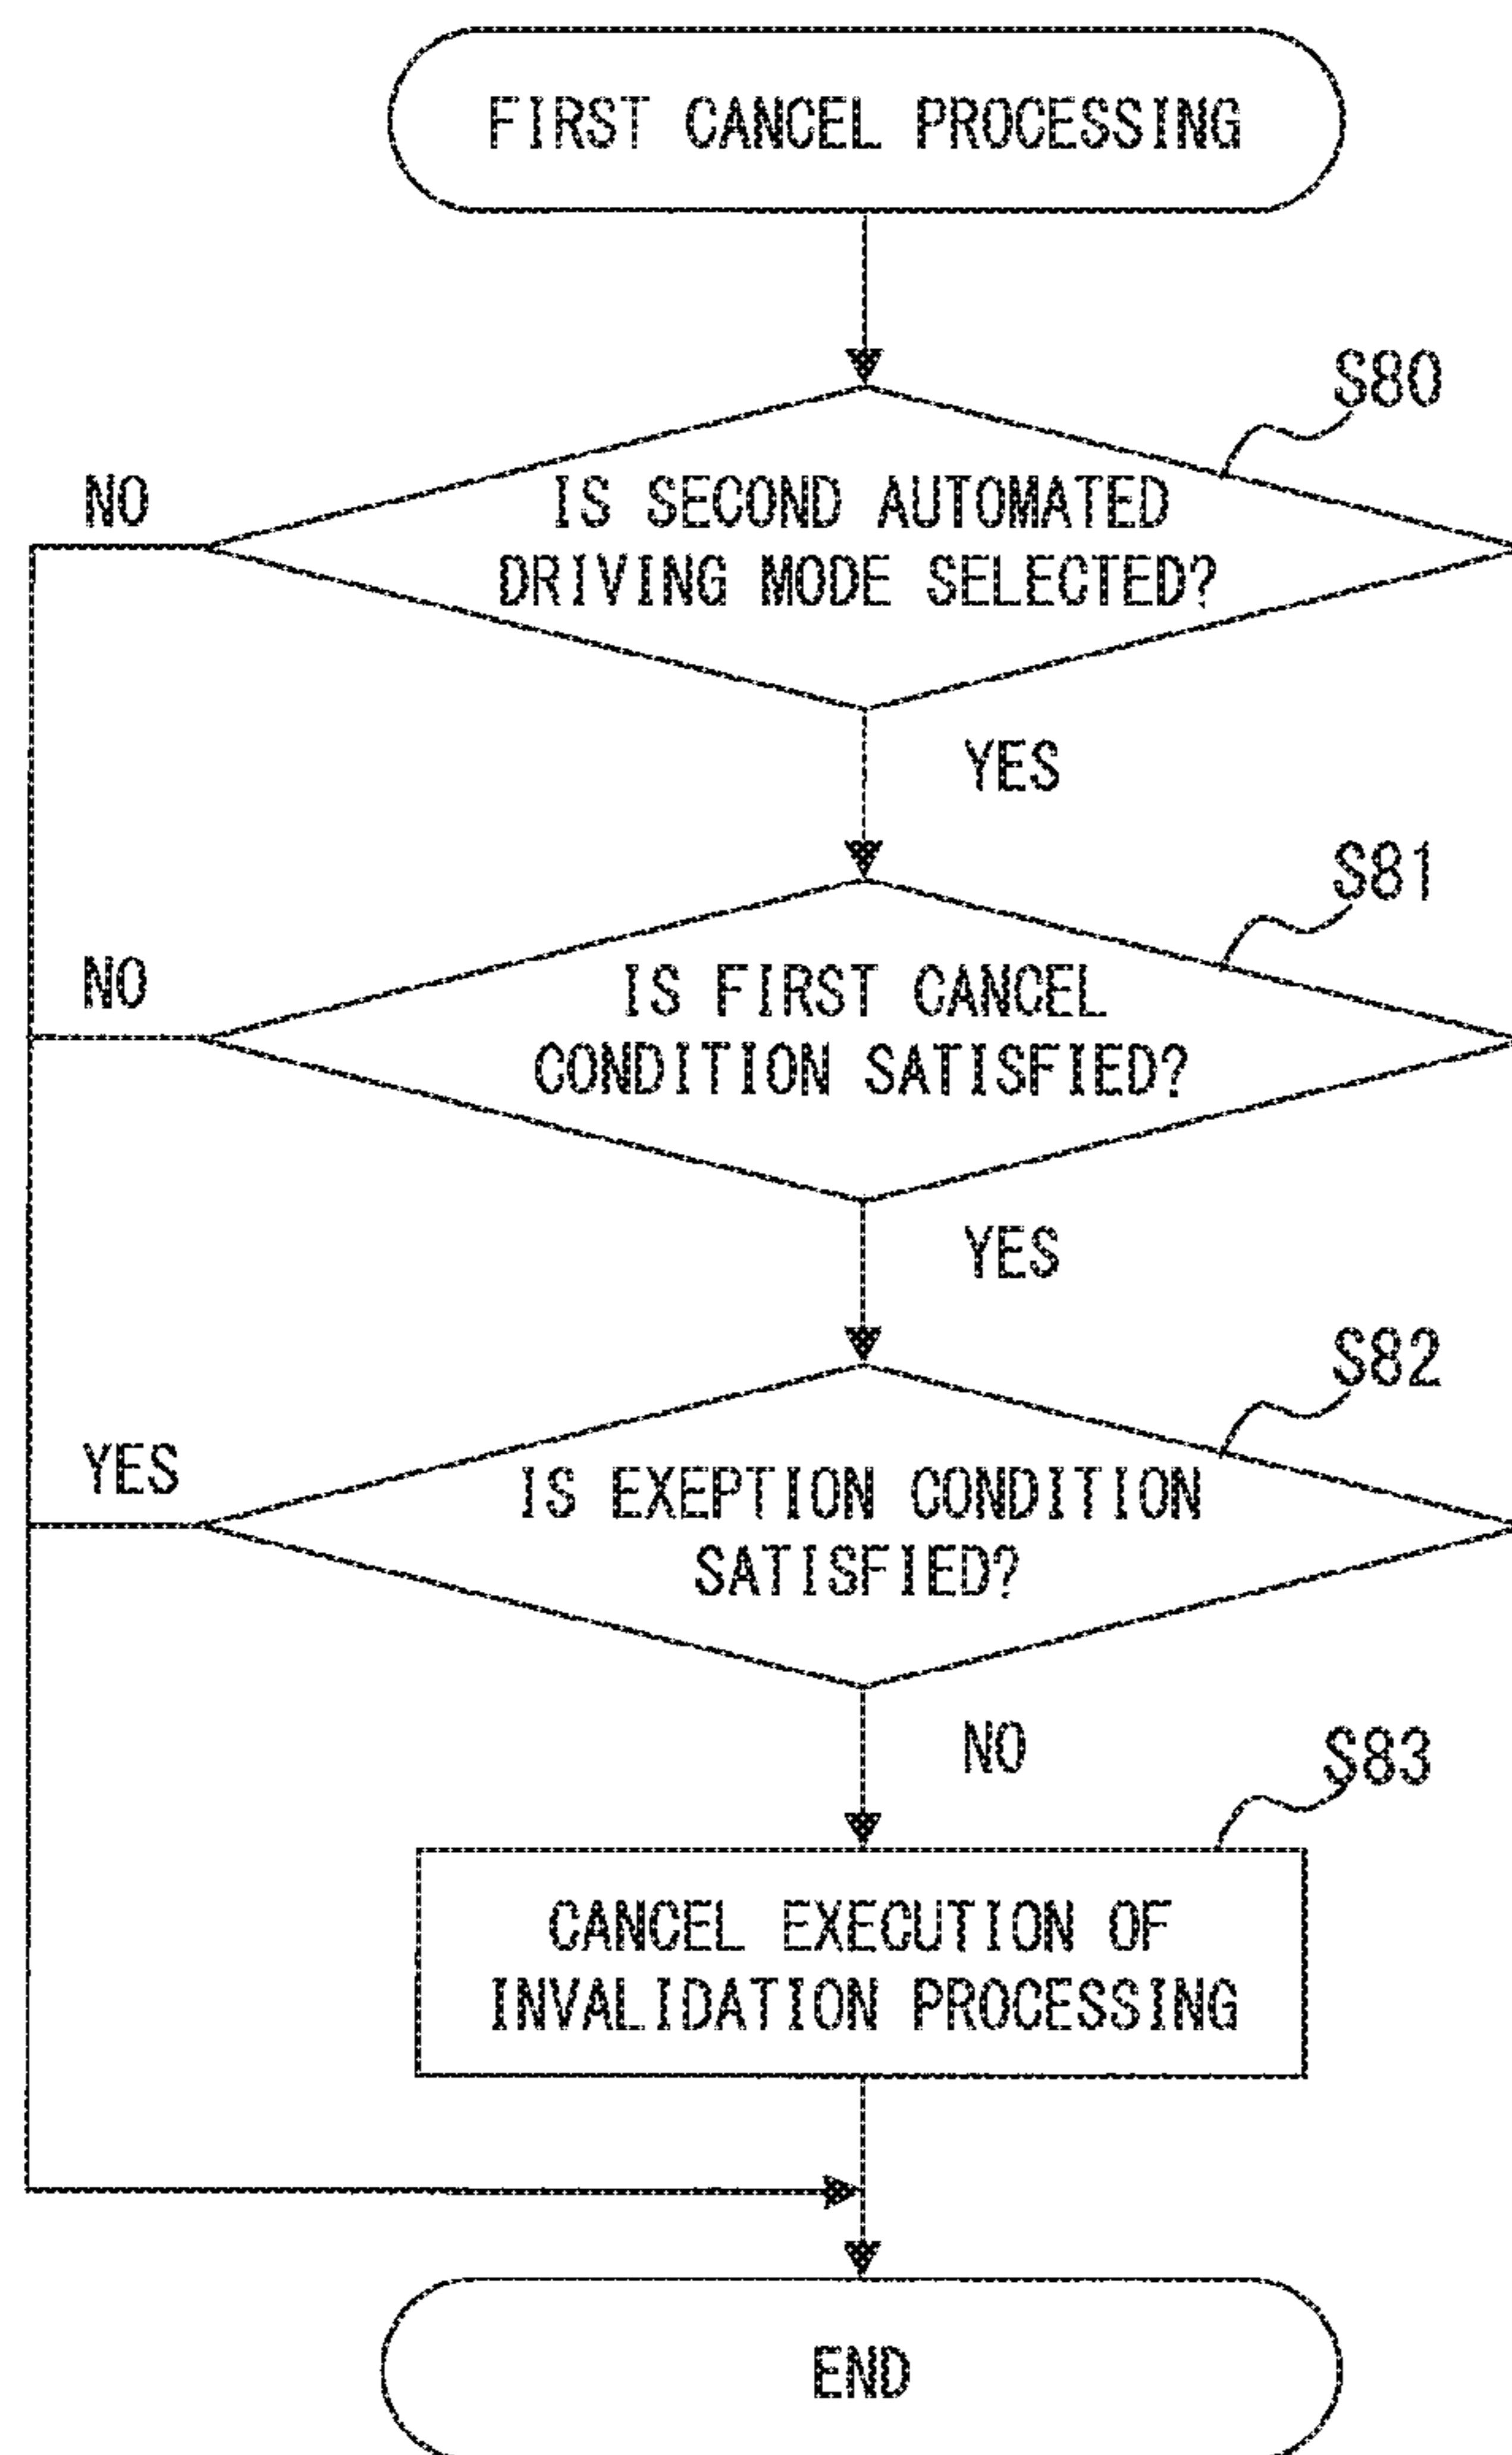 FIRST CANCEL PROCESSING
S80
NO
IS SECOND AUTOMATED
DRIVING MODE SELECTED?
YES
S81
NO
IS FIRST CANCEL
CONDITION SATISFIED?
YES
S82
YES
IS EXEPTION CONDITION
SATISFIED?
NO
S83
CANCEL EXECUTION OF
INVALIDATION PROCESSING
END